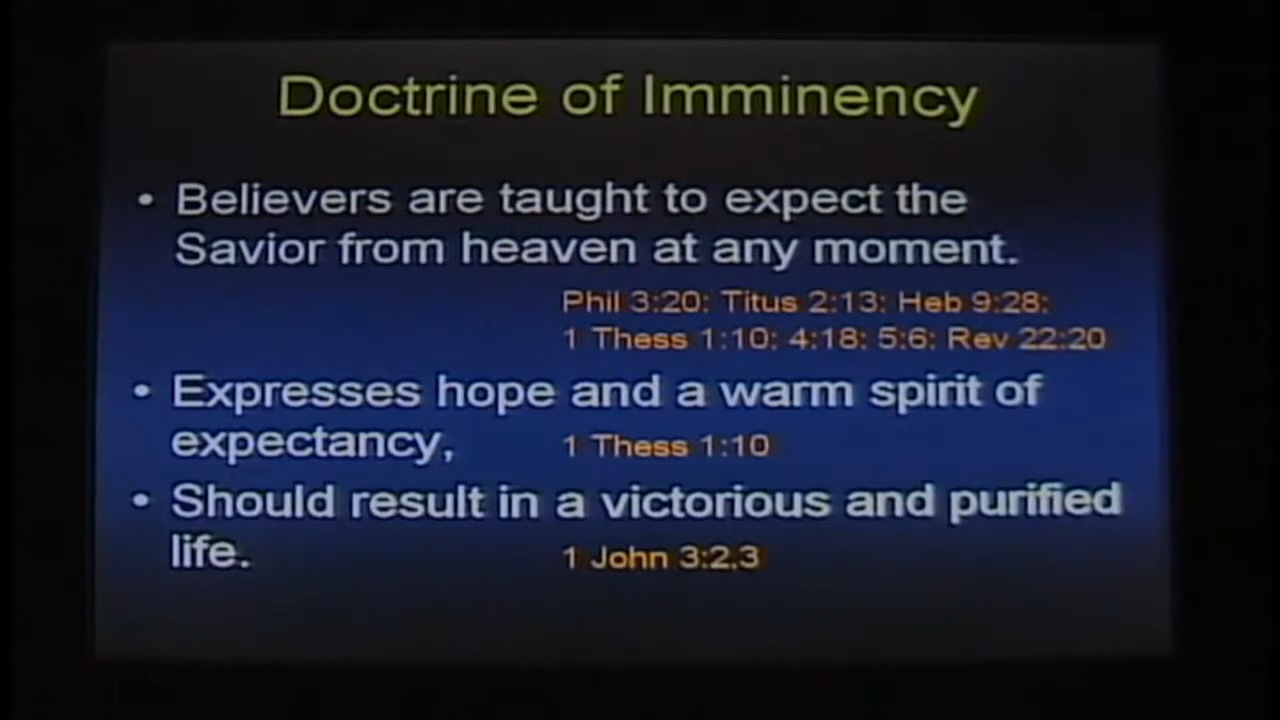 Doctrine of Imminency
• Believers are taught to expect the
Savior from heaven at any moment.
Phil 3:20; Titus 2:13; Heb 9:28;
1 Thess 1:10; 4:18; 5:6; Rev 22:20
• Expresses hope and a warm spirit of
expectancy, 1 Thess 1:10
• Should result in a victorious and purified
life. 1 John 3:2,3